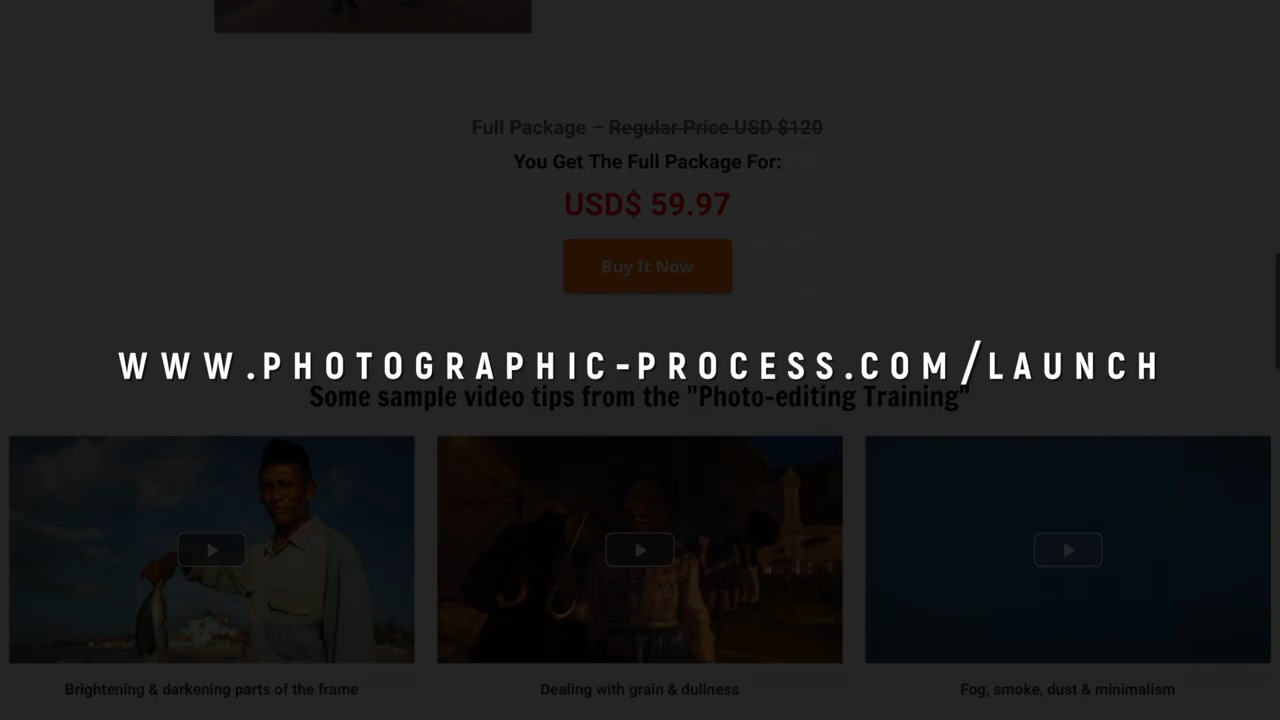 Full Package – Regular Price USD $120
You Get The Full Package For:
USD$ 59.97
Buy It Now
WWW.PHOTOGRAPHIC-PROCESS.COM/LAUNCH
Some sample video tips from the "Photo-editing Training"
Brightening & darkening parts of the frame
Dealing with grain & dullness
Fog, smoke, dust & minimalism